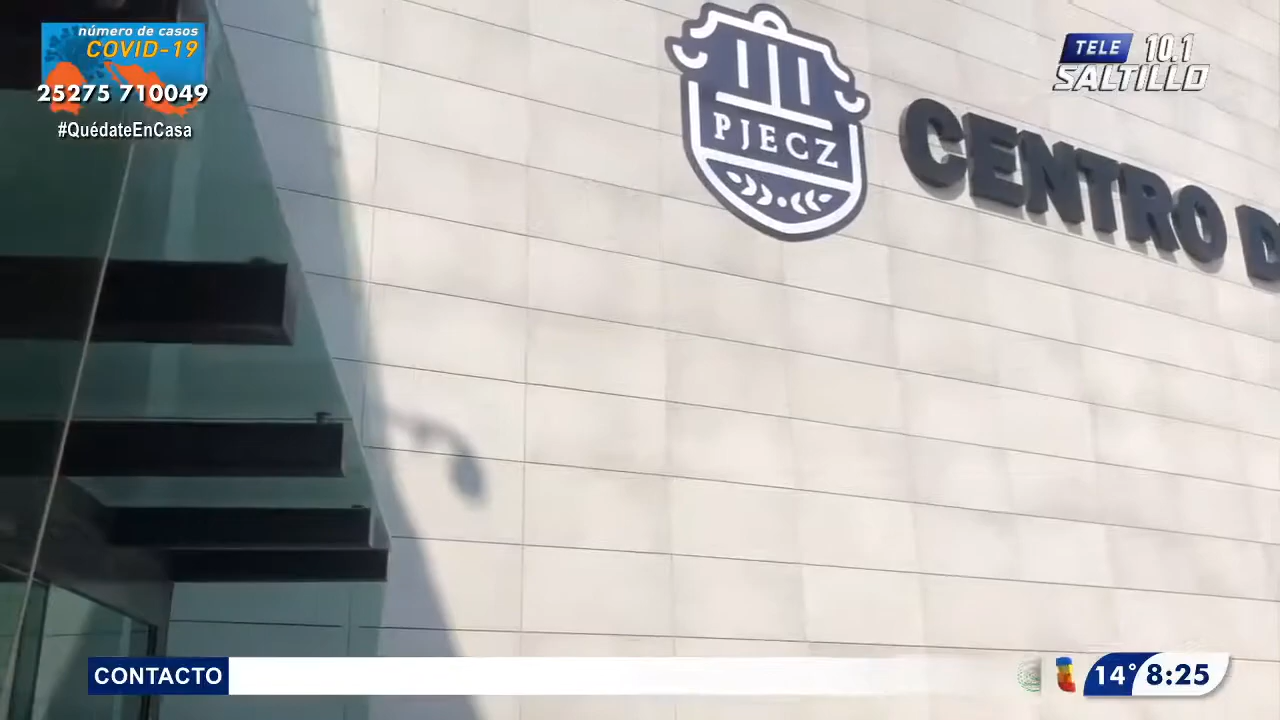 número de casos
COVID-19
25275 710049
#QuédateEnCasa
TELE 10.1
SALTILLO
PJECZ
CENTRO D
CONTACTO
14° 8:25